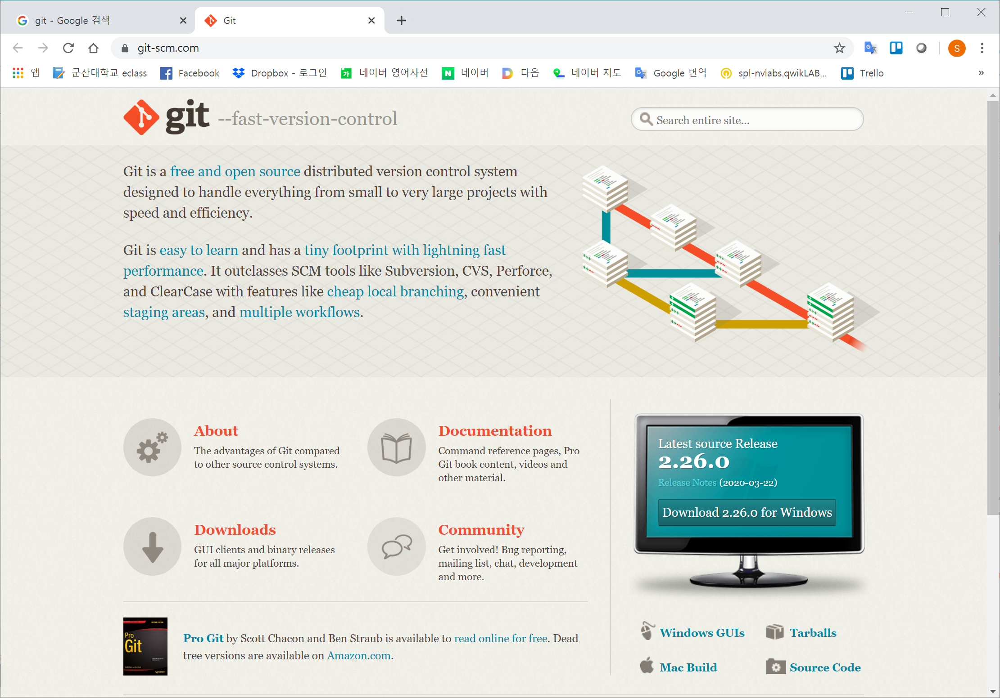 git - Google 검색
Git
git-scm.com
S
앱
군산대학교 eclass
Facebook
Dropbox - 로그인
네이버 영어사전
네이버
다음
네이버 지도
Google 번역
spl-nvlabs.qwikLAB...
Trello
»
git --fast-version-control
Search entire site...
Git is a free and open source distributed version control system
designed to handle everything from small to very large projects with
speed and efficiency.
Git is easy to learn and has a tiny footprint with lightning fast
performance. It outclasses SCM tools like Subversion, CVS, Perforce,
and ClearCase with features like cheap local branching, convenient
staging areas, and multiple workflows.
About
The advantages of Git compared
to other source control systems.
Documentation
Command reference pages, Pro
Git book content, videos and
other material.
Downloads
GUI clients and binary releases
for all major platforms.
Community
Get involved! Bug reporting,
mailing list, chat, development
and more.
Latest source Release
2.26.0
Release Notes (2020-03-22)
Download 2.26.0 for Windows
Pro
Git
Apress
Pro Git by Scott Chacon and Ben Straub is available to read online for free. Dead
tree versions are available on Amazon.com.
Windows GUIs
Tarballs
Mac Build
Source Code